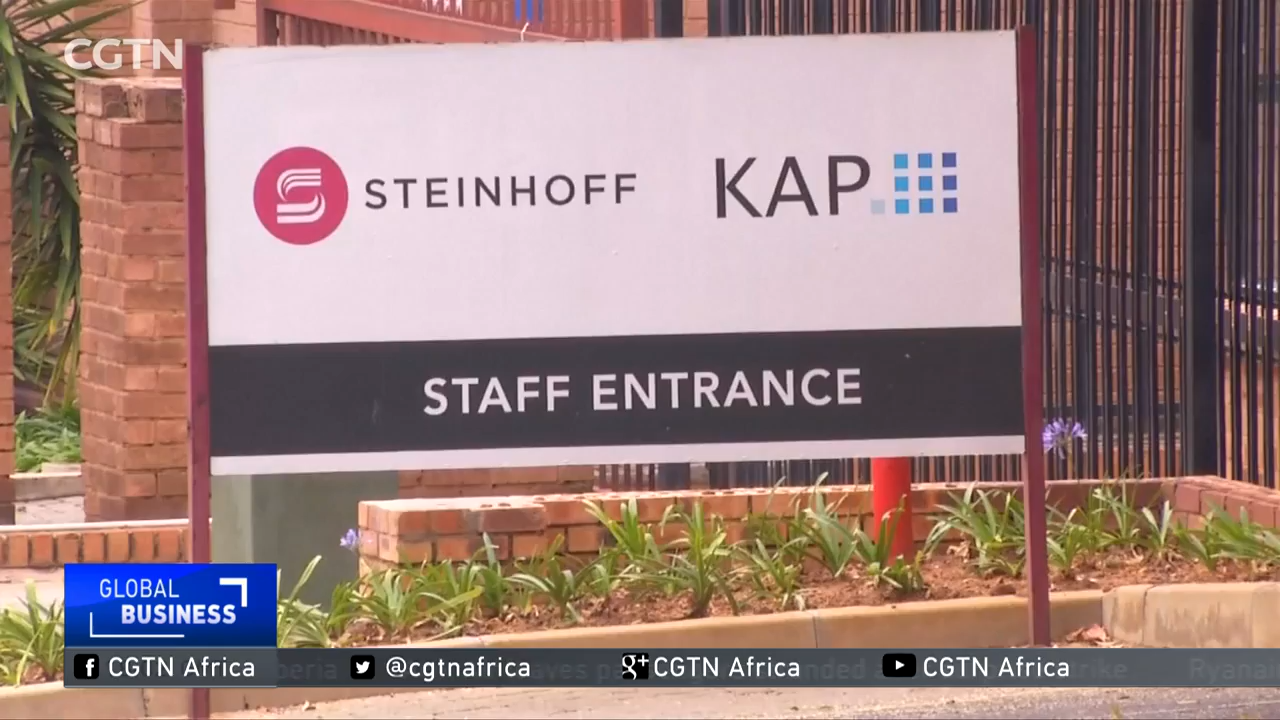 CGTN
STEINHOFF KAP
STAFF ENTRANCE
GLOBAL
BUSINESS
CGTN Africa @cgtnafrica CGTN Africa CGTN Africa